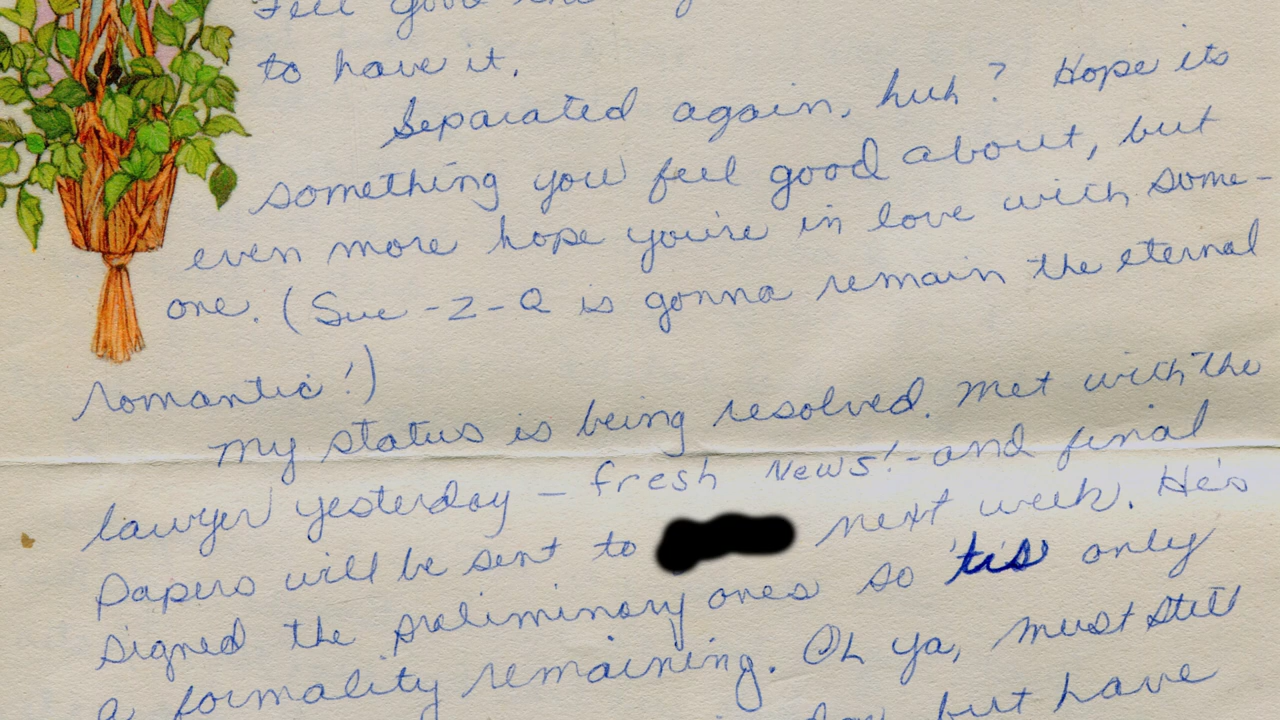 Feel good
to have it.
Separated again, huh? Hope its
something you feel good about, but
even more hope you're in love with some-
one. (Sue-Z-Q is gonna remain the eternal
romantic!)
My status is being resolved. Met with the
lawyer yesterday - fresh News! - and final
papers will be sent to next week. He's
signed the preliminary ones so 'tis only
a formality remaining. Oh ya, must still
but have